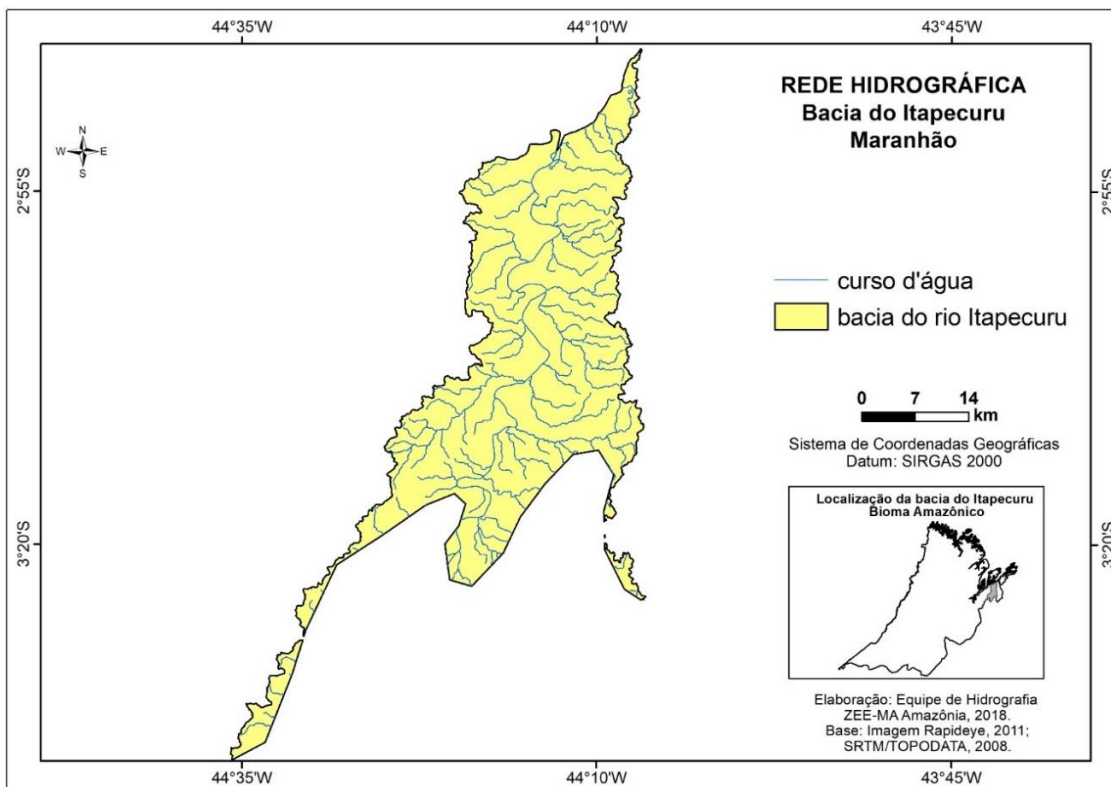 44°35'W
44°10'W
43°45'W
REDE HIDROGRÁFICA
Bacia do Itapecuru
Maranhão
N
W
E
S
2°55'S
2°55'S
curso d'água
bacia do rio Itapecuru
0 7 14
km
Sistema de Coordenadas Geográficas
Datum: SIRGAS 2000
Localização da bacia do Itapecuru
Bioma Amazônico
3°20'S
3°20'S
Elaboração: Equipe de Hidrografia
ZEE-MA Amazônia, 2018.
Base: Imagem Rapideye, 2011;
SRTM/TOPODATA, 2008.
44°35'W
44°10'W
43°45'W